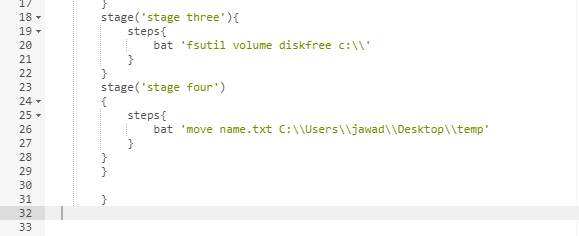 17 }
18 stage('stage three'){
19 steps{
20 bat 'fsutil volume diskfree c:\\'
21 }
22 }
23 stage('stage four')
24 {
25 steps{
26 bat 'move name.txt C:\\Users\\jawad\\Desktop\\temp'
27 }
28 }
29 }
30
31 }
32
33